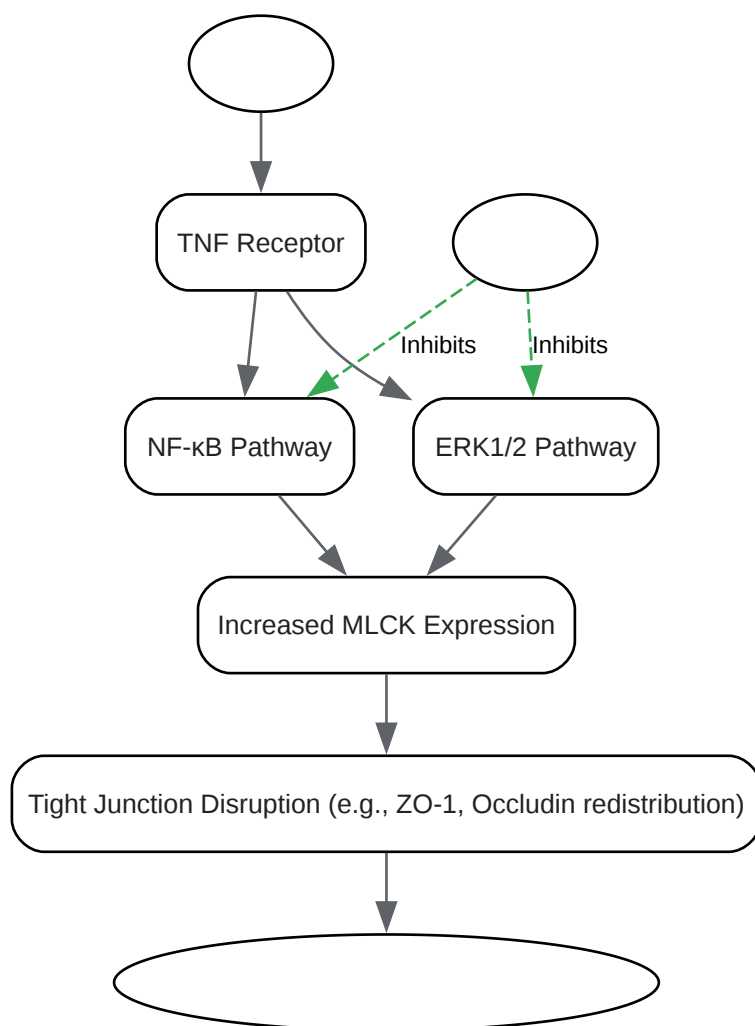 TNF Receptor
Inhibits
Inhibits
NF-κB Pathway
ERK1/2 Pathway
Increased MLCK Expression
Tight Junction Disruption (e.g., ZO-1, Occludin redistribution)